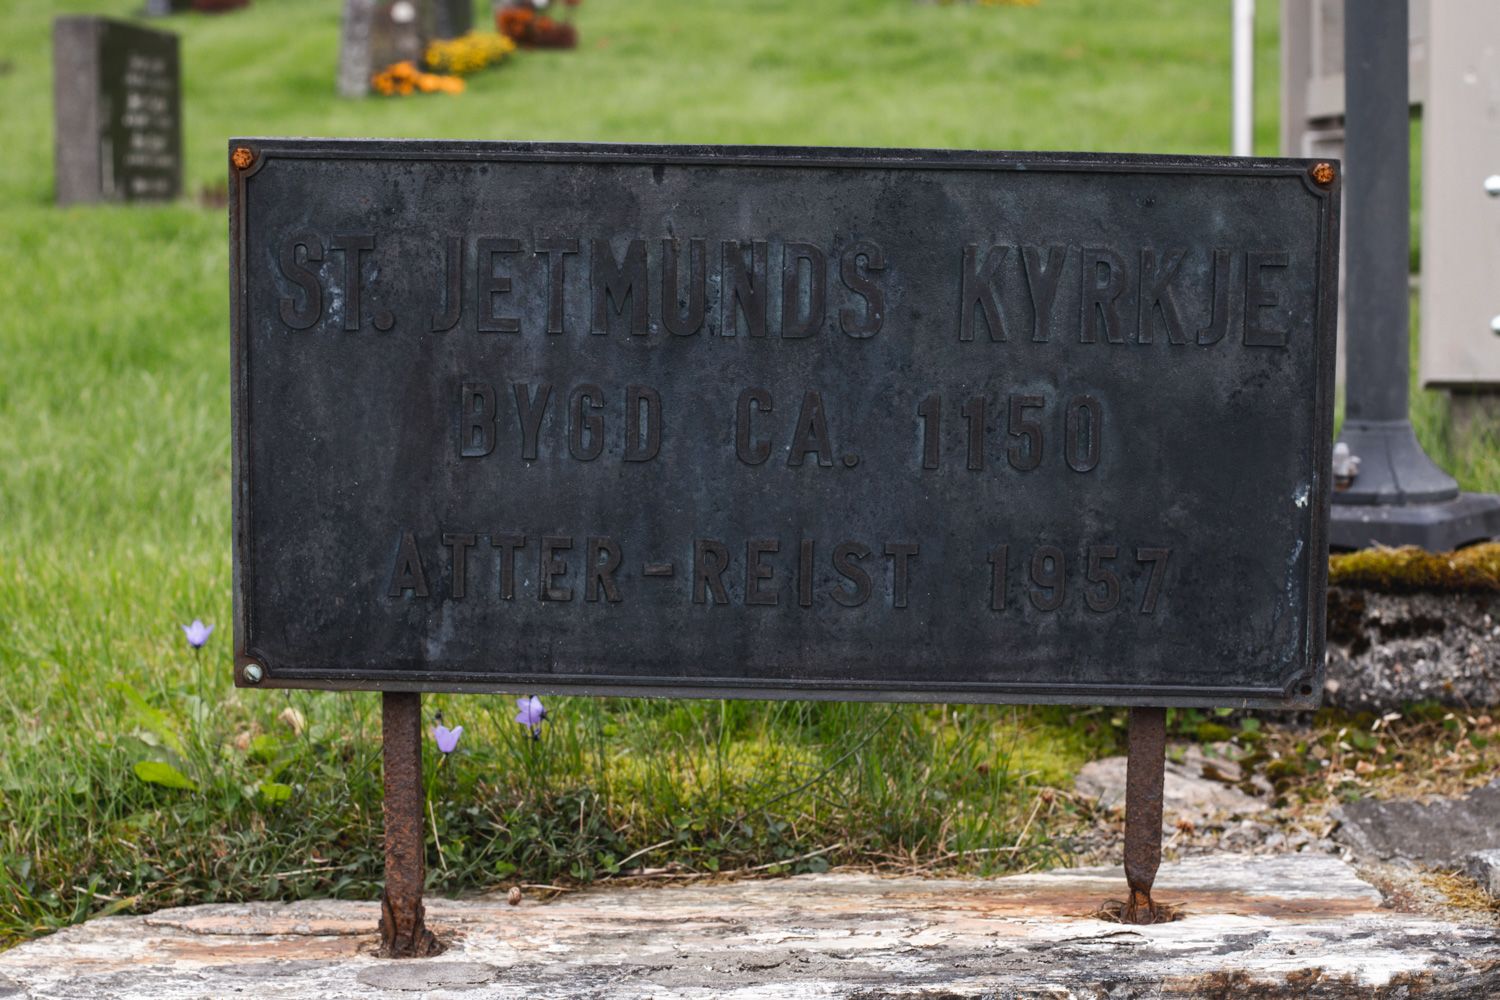 ST. JETMUNDS KYRKJE
BYGD CA. 1150
ATTER-REIST 1957